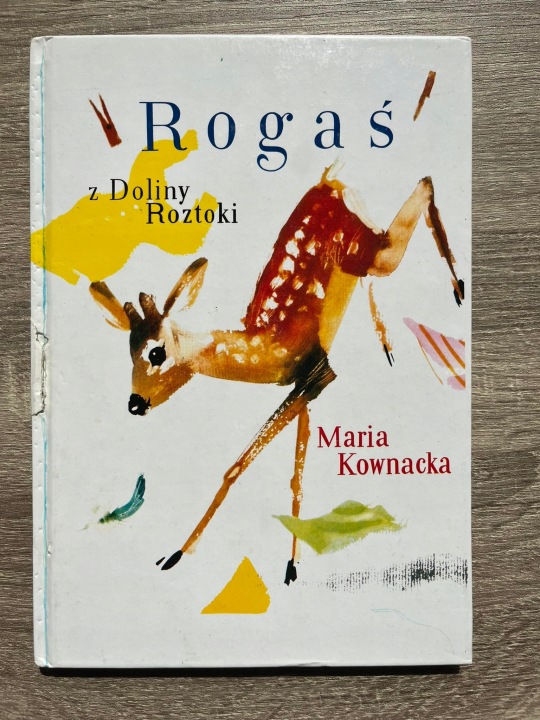 Rogaś
z Doliny
Roztoki
Maria
Kownacka